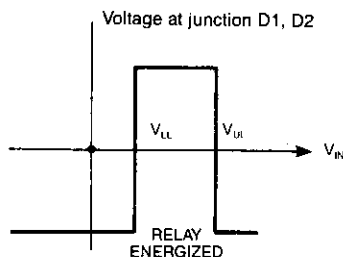 Voltage at junction D1, D2
V_LL V_UL
V_IN
RELAY
ENERGIZED